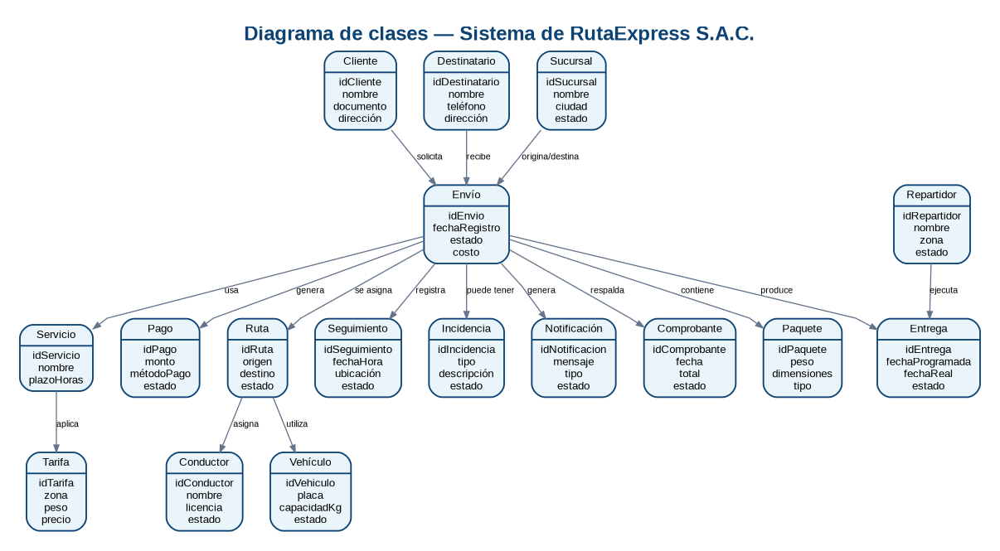 Diagrama de clases — Sistema de RutaExpress S.A.C.
Cliente
idCliente
nombre
documento
dirección
Destinatario
idDestinatario
nombre
teléfono
dirección
Sucursal
idSucursal
nombre
ciudad
estado
solicita
recibe
origina/destina
Envío
idEnvio
fechaRegistro
estado
costo
Repartidor
idRepartidor
nombre
zona
estado
usa
genera
se asigna
registra
puede tener
genera
respalda
contiene
produce
ejecuta
Servicio
idServicio
nombre
plazoHoras
Pago
idPago
monto
métodoPago
estado
Ruta
idRuta
origen
destino
estado
Seguimiento
idSeguimiento
fechaHora
ubicación
estado
Incidencia
idIncidencia
tipo
descripción
estado
Notificación
idNotificacion
mensaje
tipo
estado
Comprobante
idComprobante
fecha
total
estado
Paquete
idPaquete
peso
dimensiones
tipo
Entrega
idEntrega
fechaProgramada
fechaReal
estado
aplica
asigna
utiliza
Tarifa
idTarifa
zona
peso
precio
Conductor
idConductor
nombre
licencia
estado
Vehículo
idVehiculo
placa
capacidadKg
estado